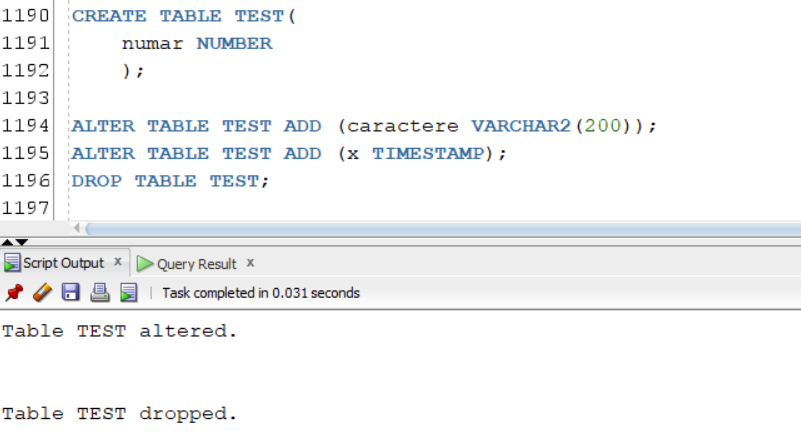 1190 CREATE TABLE TEST(
1191     numar NUMBER
1192     );
1193
1194 ALTER TABLE TEST ADD (caractere VARCHAR2(200));
1195 ALTER TABLE TEST ADD (x TIMESTAMP);
1196 DROP TABLE TEST;
1197
Script Output x Query Result x
Task completed in 0.031 seconds
Table TEST altered.
Table TEST dropped.